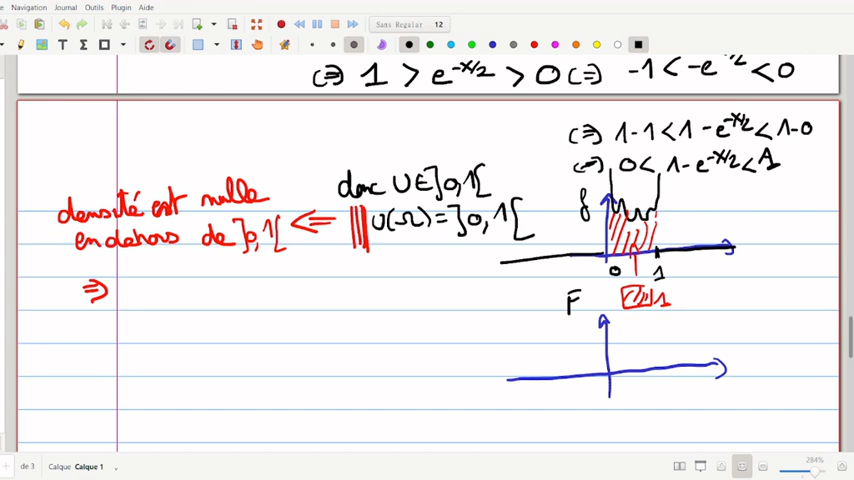 Navigation Journal Outils Plugin Aide
Sans Regular 12
(⇒ 1 > e^{-x/2} > 0 (⇒ -1 < -e^{-x/2} < 0
(⇒ 1-1 < 1-e^{-x/2} < 1-0
(⇒ 0 < 1-e^{-x/2} < 1
donc U∈]0,1[
densité est nulle
en dehors de ]0,1[ <= U(Ω)=]0,1[
=>
f
0 1
1
F
de 3 Calque Calque 1 284%